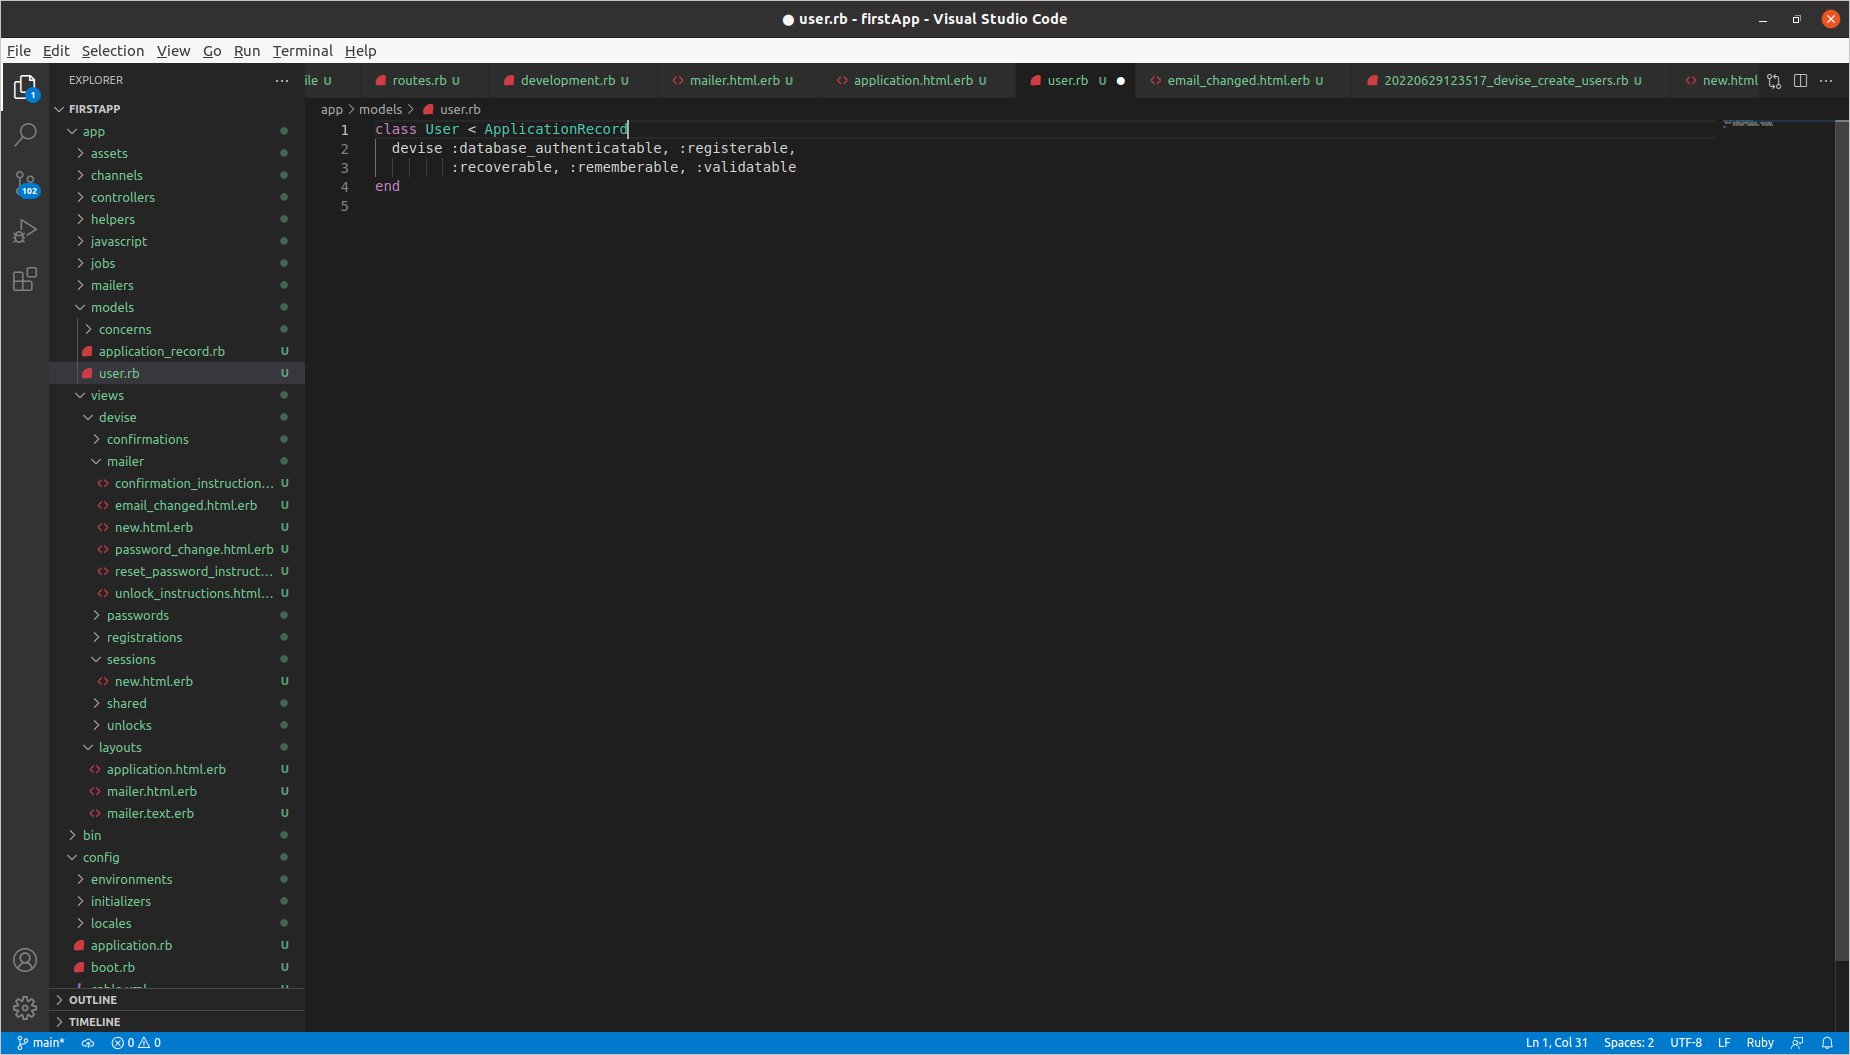 ● user.rb - firstApp - Visual Studio Code
File Edit Selection View Go Run Terminal Help
EXPLORER
ile U
routes.rb U
development.rb U
mailer.html.erb U
application.html.erb U
user.rb U
email_changed.html.erb U
20220629123517_devise_create_users.rb U
new.html
1
102
FIRSTAPP
app
assets
channels
controllers
helpers
javascript
jobs
mailers
models
concerns
application_record.rb U
user.rb U
views
devise
confirmations
mailer
confirmation_instruction... U
email_changed.html.erb U
new.html.erb U
password_change.html.erb U
reset_password_instruct... U
unlock_instructions.html... U
passwords
registrations
sessions
new.html.erb U
shared
unlocks
layouts
application.html.erb U
mailer.html.erb U
mailer.text.erb U
bin
config
environments
initializers
locales
application.rb U
boot.rb U
OUTLINE
TIMELINE
app > models > user.rb
1 class User < ApplicationRecord
2 devise :database_authenticatable, :registerable,
3 :recoverable, :rememberable, :validatable
4 end
5
main* 0 0 Ln 1, Col 31 Spaces: 2 UTF-8 LF Ruby